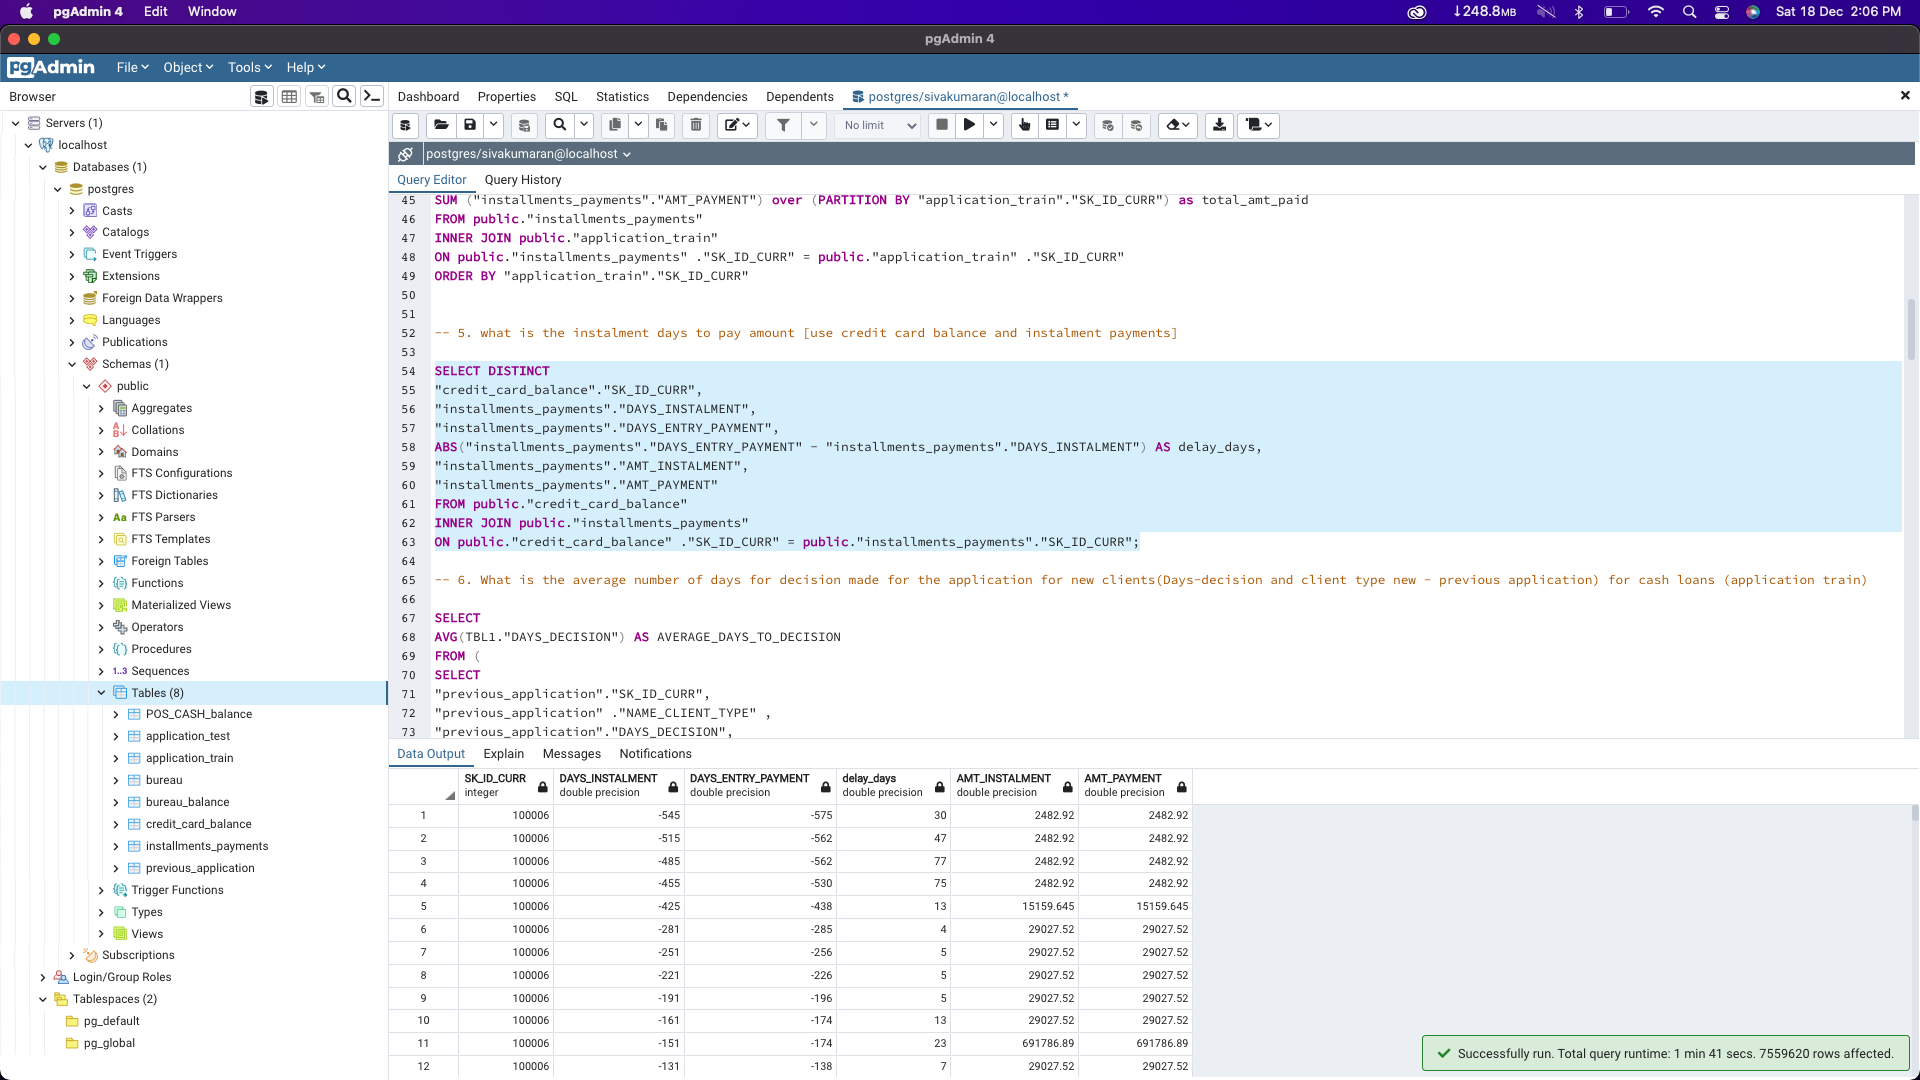 pgAdmin 4 Edit Window
248.8MB Sat 18 Dec 2:06 PM
pgAdmin 4
pgAdmin File Object Tools Help
Browser
Dashboard Properties SQL Statistics Dependencies Dependents postgres/sivakumaran@localhost *
No limit
postgres/sivakumaran@localhost
Query Editor Query History
Servers (1)
localhost
Databases (1)
postgres
Casts
Catalogs
Event Triggers
Extensions
Foreign Data Wrappers
Languages
Publications
Schemas (1)
public
Aggregates
Collations
Domains
FTS Configurations
FTS Dictionaries
Aa FTS Parsers
FTS Templates
Foreign Tables
Functions
Materialized Views
Operators
Procedures
1..3 Sequences
Tables (8)
POS_CASH_balance
application_test
application_train
bureau
bureau_balance
credit_card_balance
installments_payments
previous_application
Trigger Functions
Types
Views
Subscriptions
Login/Group Roles
Tablespaces (2)
pg_default
pg_global
45 SUM ("installments_payments"."AMT_PAYMENT") over (PARTITION BY "application_train"."SK_ID_CURR") as total_amt_paid
46 FROM public."installments_payments"
47 INNER JOIN public."application_train"
48 ON public."installments_payments" ."SK_ID_CURR" = public."application_train" ."SK_ID_CURR"
49 ORDER BY "application_train"."SK_ID_CURR"
50
51
52 -- 5. what is the instalment days to pay amount [use credit card balance and instalment payments]
53
54 SELECT DISTINCT
55 "credit_card_balance"."SK_ID_CURR",
56 "installments_payments"."DAYS_INSTALMENT",
57 "installments_payments"."DAYS_ENTRY_PAYMENT",
58 ABS("installments_payments"."DAYS_ENTRY_PAYMENT" - "installments_payments"."DAYS_INSTALMENT") AS delay_days,
59 "installments_payments"."AMT_INSTALMENT",
60 "installments_payments"."AMT_PAYMENT"
61 FROM public."credit_card_balance"
62 INNER JOIN public."installments_payments"
63 ON public."credit_card_balance" ."SK_ID_CURR" = public."installments_payments"."SK_ID_CURR";
64
65 -- 6. What is the average number of days for decision made for the application for new clients(Days-decision and client type new - previous application) for cash loans (application train)
66
67 SELECT
68 AVG(TBL1."DAYS_DECISION") AS AVERAGE_DAYS_TO_DECISION
69 FROM (
70 SELECT
71 "previous_application"."SK_ID_CURR",
72 "previous_application" ."NAME_CLIENT_TYPE" ,
73 "previous_application"."DAYS_DECISION",
Data Output Explain Messages Notifications
SK_ID_CURR DAYS_INSTALMENT DAYS_ENTRY_PAYMENT delay_days AMT_INSTALMENT AMT_PAYMENT
integer double precision double precision double precision double precision double precision
1 100006 -545 -575 30 2482.92 2482.92
2 100006 -515 -562 47 2482.92 2482.92
3 100006 -485 -562 77 2482.92 2482.92
4 100006 -455 -530 75 2482.92 2482.92
5 100006 -425 -438 13 15159.645 15159.645
6 100006 -281 -285 4 29027.52 29027.52
7 100006 -251 -256 5 29027.52 29027.52
8 100006 -221 -226 5 29027.52 29027.52
9 100006 -191 -196 5 29027.52 29027.52
10 100006 -161 -174 13 29027.52 29027.52
11 100006 -151 -174 23 691786.89 691786.89
12 100006 -131 -138 7 29027.52 29027.52
Successfully run. Total query runtime: 1 min 41 secs. 7559620 rows affected.